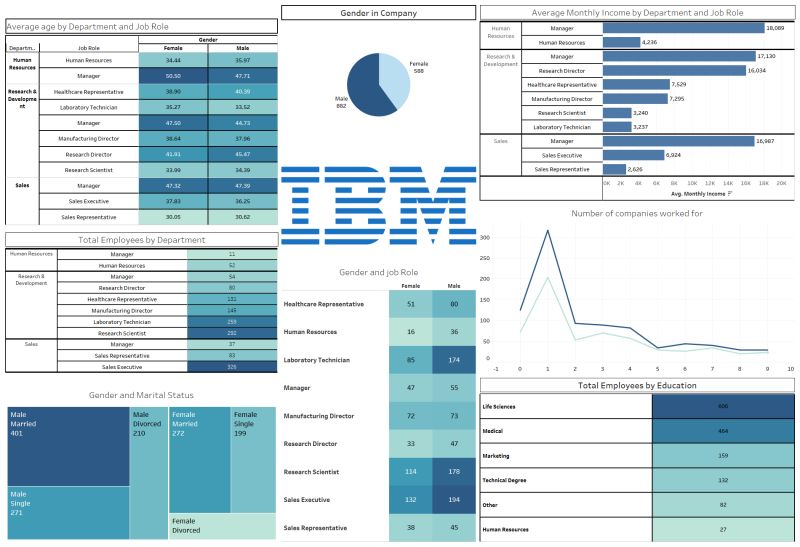 Average age by Department and Job Role
Gender
Departm.. Job Role Female Male
Human Resources Human Resources 34.44 35.97
Manager 50.50 47.71
Research & Development Healthcare Representative 38.90 40.39
Laboratory Technician 35.27 33.52
Manager 47.50 44.73
Manufacturing Director 38.64 37.96
Research Director 41.91 45.47
Research Scientist 33.99 34.39
Sales Manager 47.32 47.39
Sales Executive 37.83 36.25
Sales Representative 30.05 30.62
Total Employees by Department
Human Resources Manager 11
Human Resources 52
Research & Development Manager 54
Research Director 80
Healthcare Representative 131
Manufacturing Director 145
Laboratory Technician 259
Research Scientist 292
Sales Manager 37
Sales Representative 83
Sales Executive 326
Gender and Marital Status
Male
Married
401
Male
Single
271
Male
Divorced
210
Female
Married
272
Female
Single
199
Female
Divorced
Gender in Company
Female
588
Male
882
IBM
Gender and job Role
Female Male
Healthcare Representative 51 80
Human Resources 16 36
Laboratory Technician 85 174
Manager 47 55
Manufacturing Director 72 73
Research Director 33 47
Research Scientist 114 178
Sales Executive 132 194
Sales Representative 38 45
Average Monthly Income by Department and Job Role
Human Resources Manager 18,089
Human Resources 4,236
Research & Development Manager 17,130
Research Director 16,034
Healthcare Representative 7,529
Manufacturing Director 7,295
Research Scientist 3,240
Laboratory Technician 3,237
Sales Manager 16,987
Sales Executive 6,924
Sales Representative 2,626
0K 2K 4K 6K 8K 10K 12K 14K 16K 18K 20K
Avg. Monthly Income
Number of companies worked for
300
250
200
150
100
50
0
-1 0 1 2 3 4 5 6 7 8 9 10
Total Employees by Education
Life Sciences 606
Medical 464
Marketing 159
Technical Degree 132
Other 82
Human Resources 27